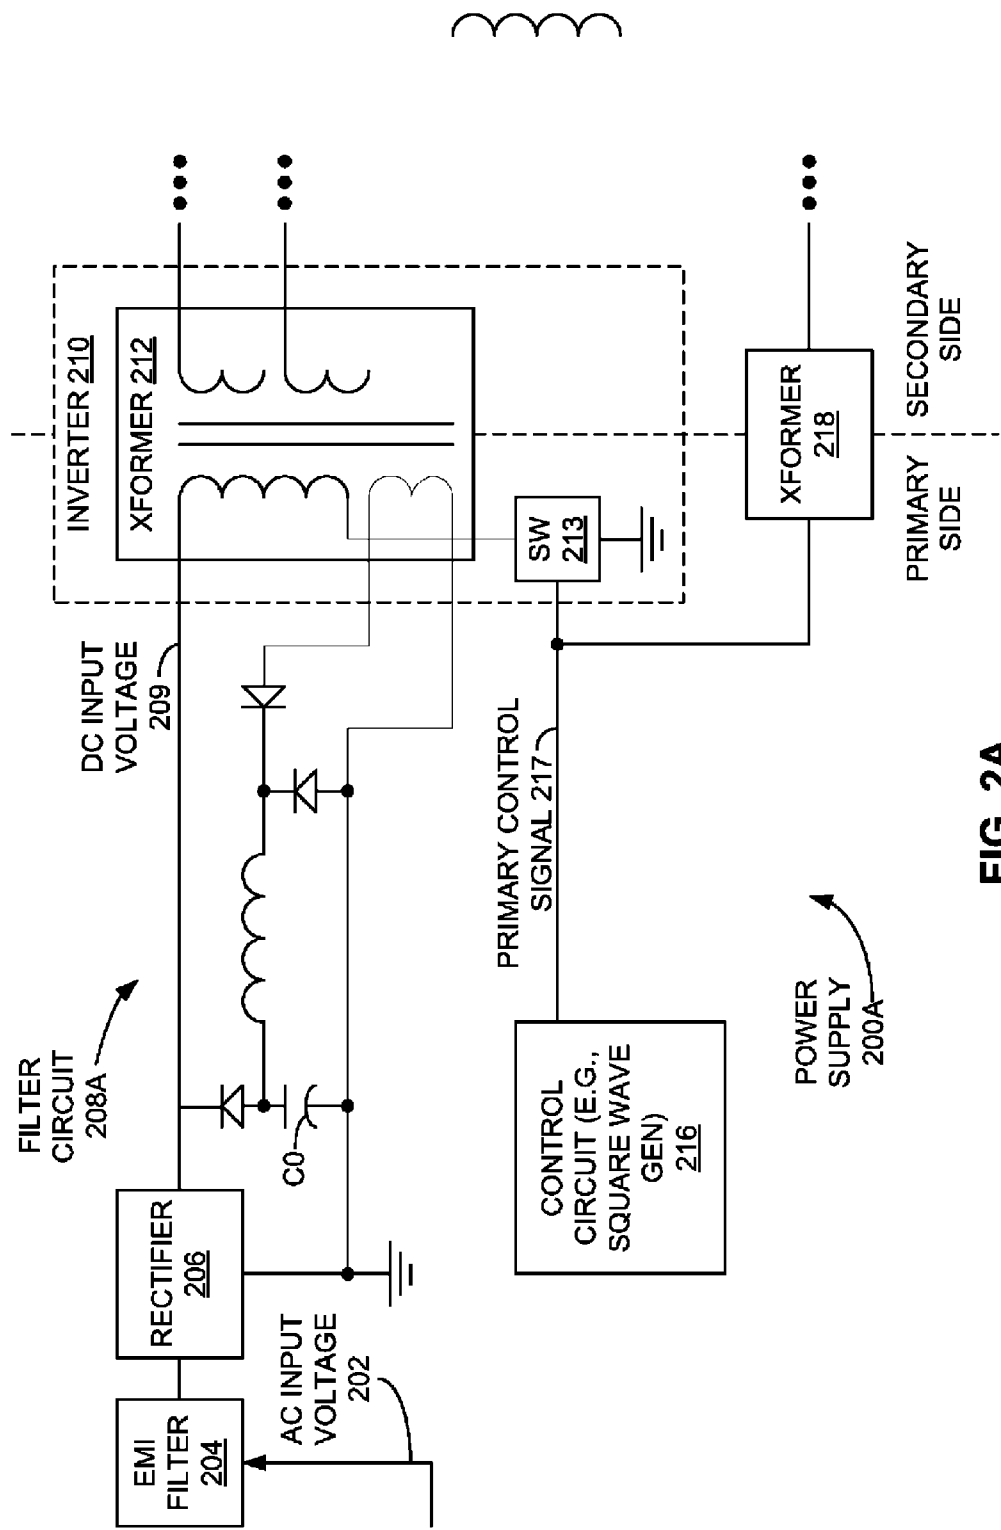 FILTER
CIRCUIT
208A
DC INPUT
VOLTAGE
209
INVERTER 210
XFORMER 212
EMI
FILTER
204
RECTIFIER
206
C0
AC INPUT
VOLTAGE
202
SW
213
PRIMARY CONTROL
SIGNAL 217
CONTROL
CIRCUIT (E.G.,
SQUARE WAVE
GEN)
216
XFORMER
218
POWER
SUPPLY
200A
PRIMARY
SIDE
SECONDARY
SIDE
FIG. 2A